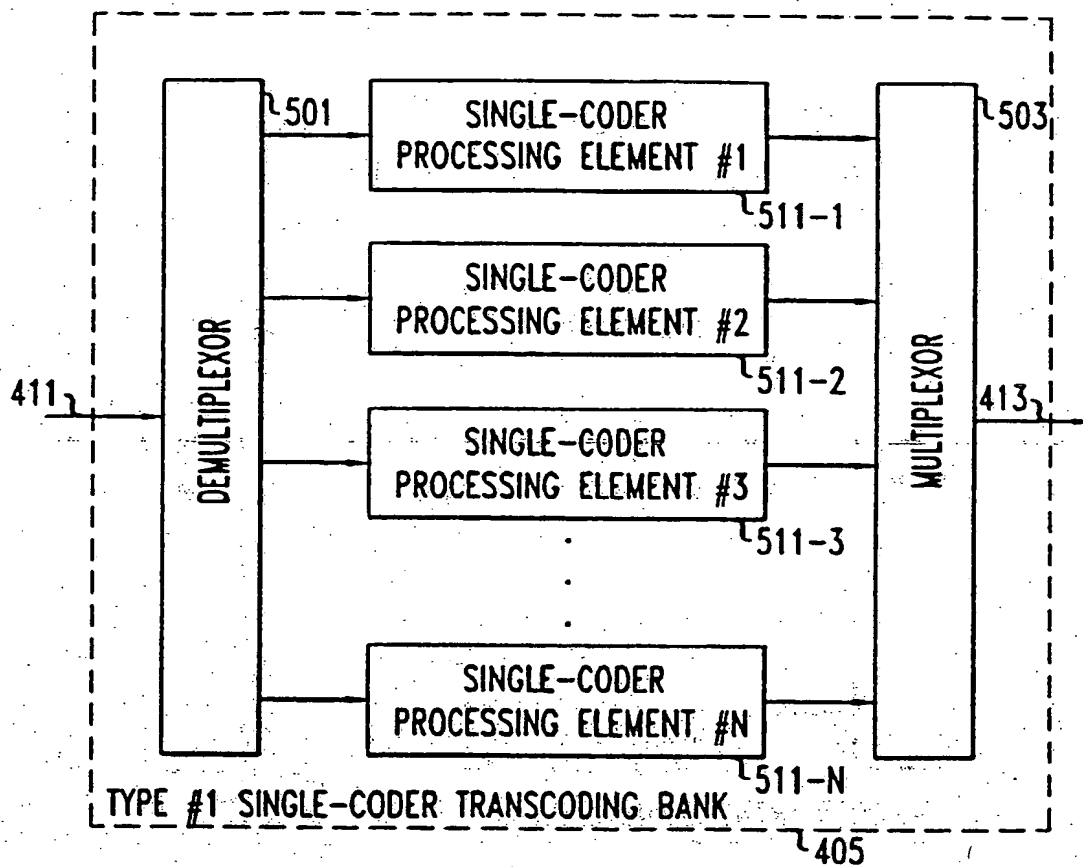 501
SINGLE-CODER
PROCESSING ELEMENT #1
503
511-1
SINGLE-CODER
PROCESSING ELEMENT #2
511-2
411
DEMULTIPLEXOR
SINGLE-CODER
PROCESSING ELEMENT #3
511-3
MULTIPLEXOR
413
SINGLE-CODER
PROCESSING ELEMENT #N
511-N
TYPE #1 SINGLE-CODER TRANSCODING BANK
405